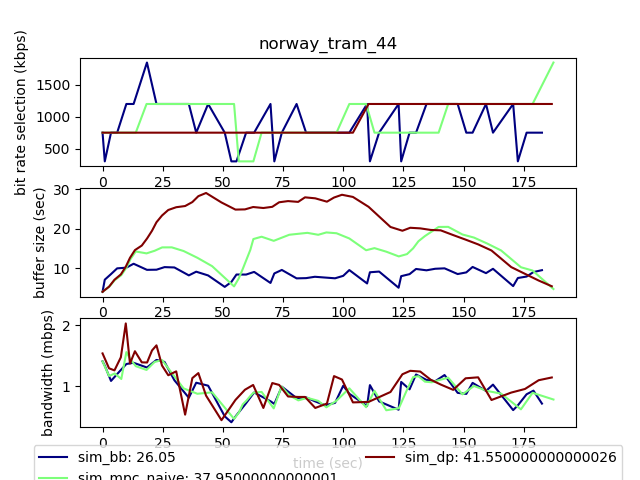 norway_tram_44
bit rate selection (kbps)
1500
1000
500
0 25 50 75 100 125 150 175
buffer size (sec)
30
20
10
0 25 50 75 100 125 150 175
bandwidth (mbps)
2
1
0 25 50 75 100 125 150 175
time (sec)
sim_bb: 26.05
sim_mpc_naive: 37.95000000000001
sim_dp: 41.550000000000026